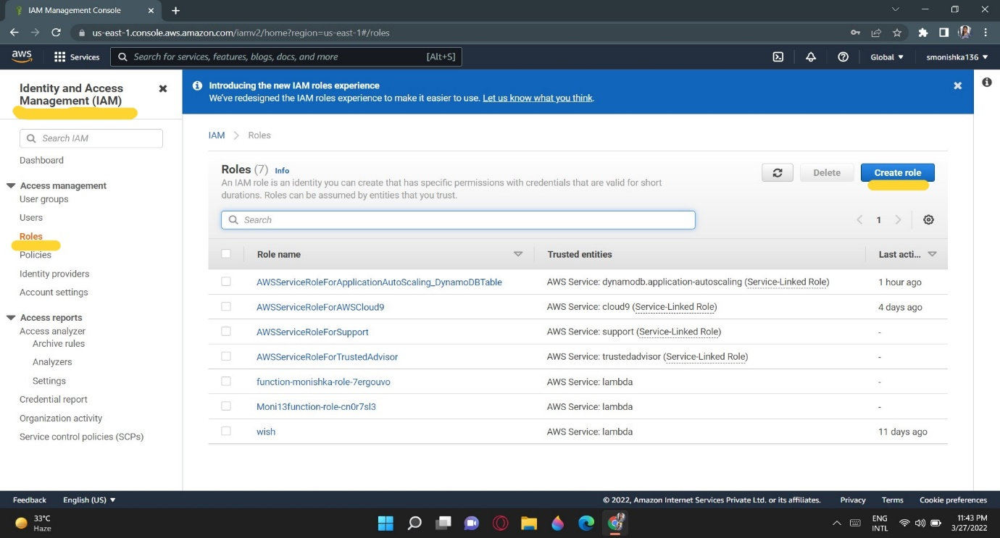 IAM Management Console
us-east-1.console.aws.amazon.com/iamv2/home?region=us-east-1#/roles
aws
Services
Search for services, features, blogs, docs, and more
[Alt+S]
Global
smonishka136
Identity and Access
Management (IAM)
Search IAM
Dashboard
Access management
User groups
Users
Roles
Policies
Identity providers
Account settings
Access reports
Access analyzer
Archive rules
Analyzers
Settings
Credential report
Organization activity
Service control policies (SCPs)
Introducing the new IAM roles experience
We've redesigned the IAM roles experience to make it easier to use. Let us know what you think.
IAM > Roles
Roles (7) Info
An IAM role is an identity you can create that has specific permissions with credentials that are valid for short
durations. Roles can be assumed by entities that you trust.
Delete
Create role
Search
1
Role name Trusted entities Last acti...
AWSServiceRoleForApplicationAutoScaling_DynamoDBTable AWS Service: dynamodb.application-autoscaling (Service-Linked Role) 1 hour ago
AWSServiceRoleForAWSCloud9 AWS Service: cloud9 (Service-Linked Role) 4 days ago
AWSServiceRoleForSupport AWS Service: support (Service-Linked Role) -
AWSServiceRoleForTrustedAdvisor AWS Service: trustedadvisor (Service-Linked Role) -
function-monishka-role-7ergouvo AWS Service: lambda -
Moni13function-role-cn0r7sl3 AWS Service: lambda -
wish AWS Service: lambda 11 days ago
Feedback English (US) © 2022, Amazon Internet Services Private Ltd. or its affiliates. Privacy Terms Cookie preferences
33°C
Haze
ENG
INTL
11:43 PM
3/27/2022